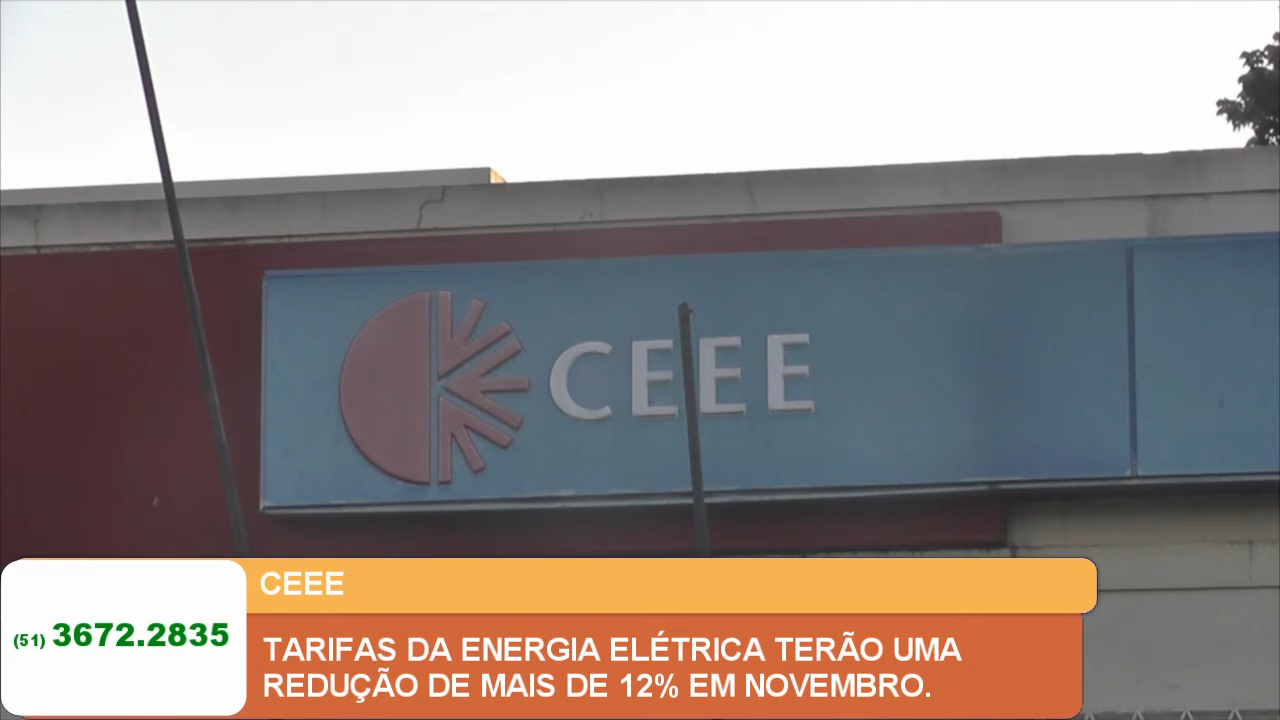 CEEE
CEEE
(51) 3672.2835
TARIFAS DA ENERGIA ELÉTRICA TERÃO UMA
REDUÇÃO DE MAIS DE 12% EM NOVEMBRO.